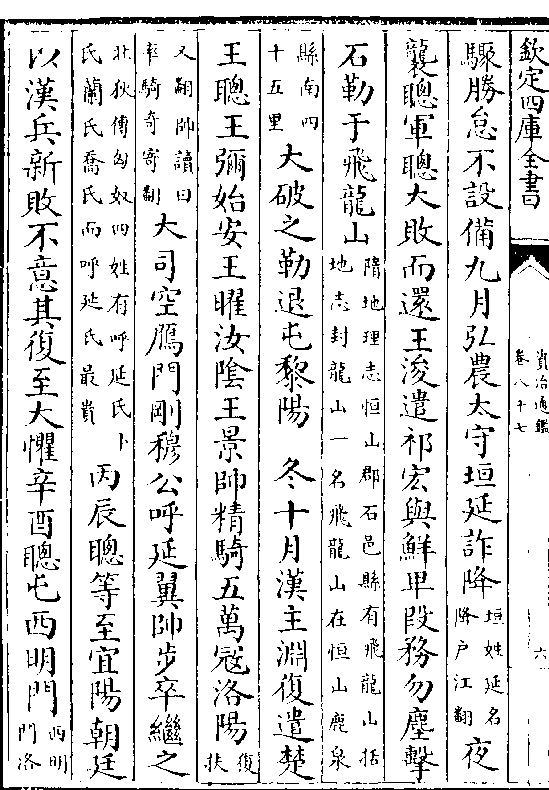 欽定四庫全書
資治通鑑
卷八十七
六
驟勝怠不設備九月弘農太守垣延詐降垣姓延名降户江翻夜
襲聰軍聰大敗而還王浚遣祁宏與鮮卑段務勿塵擊
石勒于飛龍山隋地理志恒山郡石邑縣有飛龍山括地志封龍山一名飛龍山在恒山鹿泉
縣南四十五里大破之勒退屯黎陽　冬十月漢主淵復遣楚
王聰王彌始安王曜汝隂王景帥精騎五萬冦洛陽復扶
又翻帥讀曰率騎奇寄翻大司空鴈門剛穆公呼延翼帥步卒繼之
北狄傳匈奴四姓有呼延氏卜氏蘭氏喬氏而呼延氏最貴丙辰聰等至宜陽朝廷
以漢兵新敗不意其復至大懼辛酉聰屯西明門西明門洛